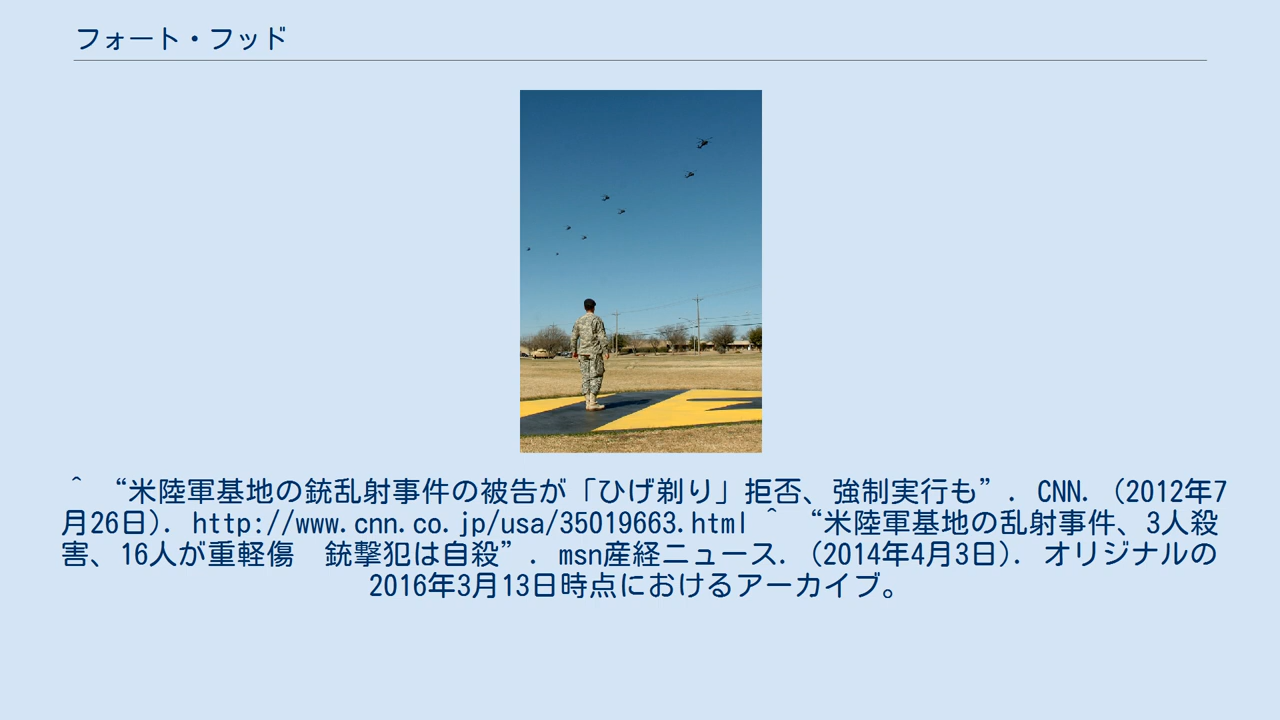 フォート・フッド
^ “米陸軍基地の銃乱射事件の被告が「ひげ剃り」拒否、強制実行も”. CNN. (2012年7
月26日). http://www.cnn.co.jp/usa/35019663.html ^ “米陸軍基地の乱射事件、3人殺
害、16人が重軽傷　銃撃犯は自殺”. msn産経ニュース. (2014年4月3日). オリジナルの
2016年3月13日時点におけるアーカイブ。